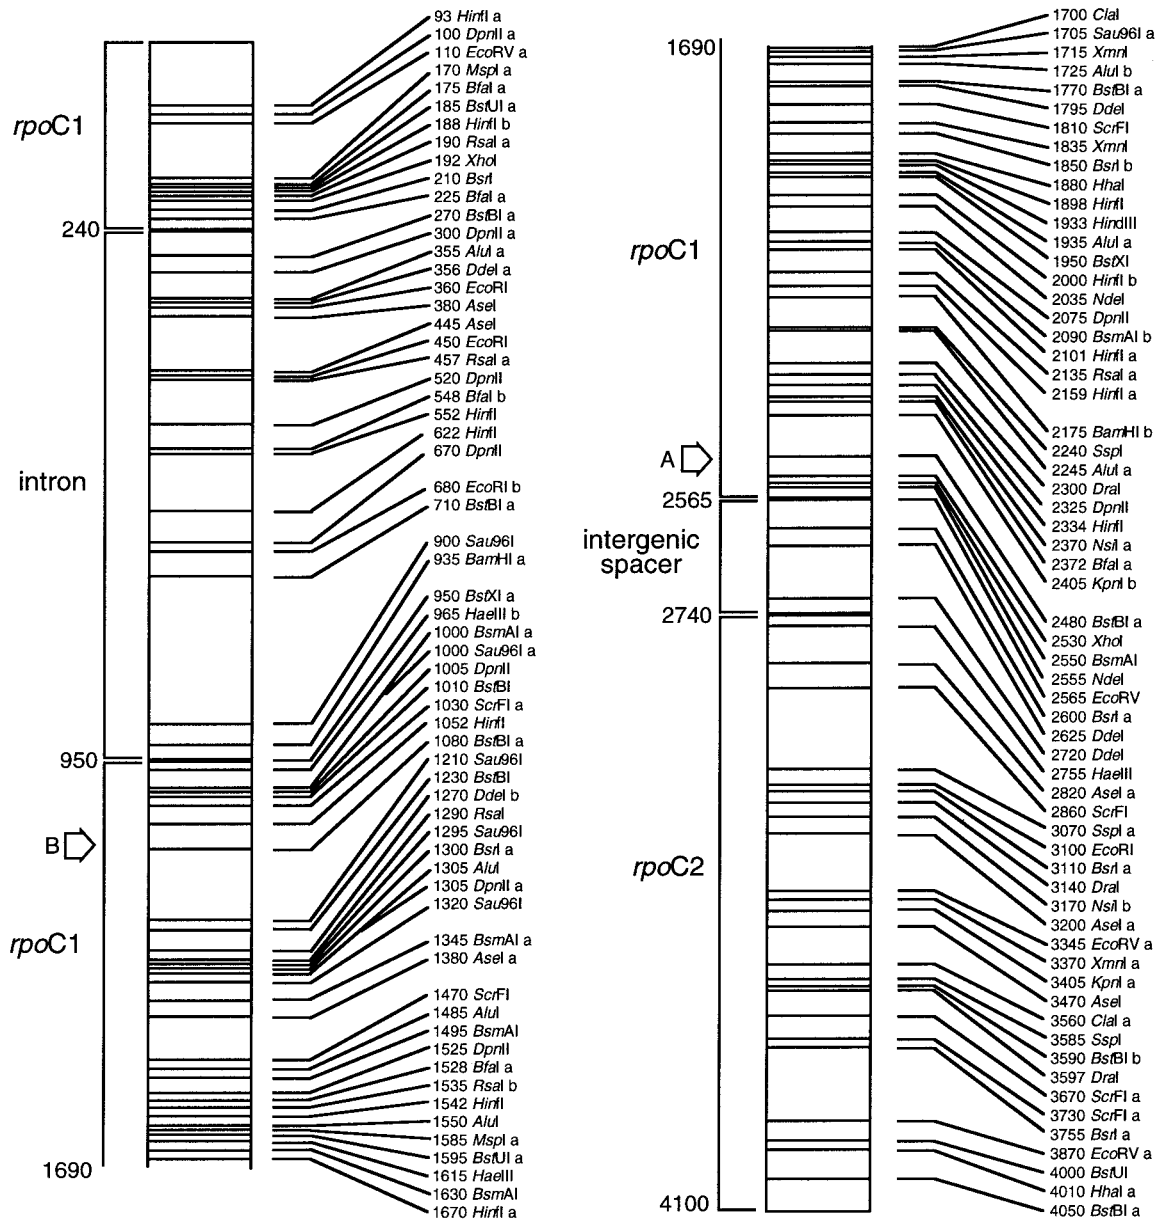 93 HinfI a
100 DpnII a
110 EcoRV a
170 MspI a
175 BfaI a
185 BstUI a
188 HinfI b
190 RsaI a
192 XhoI
210 BsrI
225 BfaI a
270 BstBI a
300 DpnII a
355 AluI a
356 DdeI a
360 EcoRI
380 AseI
445 AseI
450 EcoRI
457 RsaI a
520 DpnII
548 BfaI b
552 HinfI
622 HinfI
670 DpnII
680 EcoRI b
710 BstBI a
900 Sau96I
935 BamHI a
950 BstXI a
965 HaeIII b
1000 BsmAI a
1000 Sau96I a
1005 DpnII
1010 BstBI
1030 ScrFI a
1052 HinfI
1080 BstBI a
1210 Sau96I
1230 BstBI
1270 DdeI b
1290 RsaI
1295 Sau96I
1300 BsrI a
1305 AluI
1305 DpnII a
1320 Sau96I
1345 BsmAI a
1380 AseI a
1470 ScrFI
1485 AluI
1495 BsmAI
1525 DpnII
1528 BfaI a
1535 RsaI b
1542 HinfI
1550 AluI
1585 MspI a
1595 BstUI a
1615 HaeIII
1630 BsmAI
1670 HinfI a
rpoC1
240
intron
950
B
rpoC1
1690
1690
rpoC1
A
2565
intergenic
spacer
2740
rpoC2
4100
1700 ClaI
1705 Sau96I a
1715 XmnI
1725 AluI b
1770 BstBI a
1795 DdeI
1810 ScrFI
1835 XmnI
1850 BsrI b
1880 HhaI
1898 HinfI
1933 HindIII
1935 AluI a
1950 BstXI
2000 HinfI b
2035 NdeI
2075 DpnII
2090 BsmAI b
2101 HinfI a
2135 RsaI a
2159 HinfI a
2175 BamHI b
2240 SspI
2245 AluI a
2300 DraI
2325 DpnII
2334 HinfI
2370 NsiI a
2372 BfaI a
2405 KpnI b
2480 BstBI a
2530 XhoI
2550 BsmAI
2555 NdeI
2565 EcoRV
2600 BsrI a
2625 DdeI
2720 DdeI
2755 HaeIII
2820 AseI a
2860 ScrFI
3070 SspI a
3100 EcoRI
3110 BsrI a
3140 DraI
3170 NsiI b
3200 AseI a
3345 EcoRV a
3370 XmnI a
3405 KpnI a
3470 AseI
3560 ClaI a
3585 SspI
3590 BstBI b
3597 DraI
3670 ScrFI a
3730 ScrFI a
3755 BsrI a
3870 EcoRV a
4000 BstUI
4010 HhaI a
4050 BstBI a